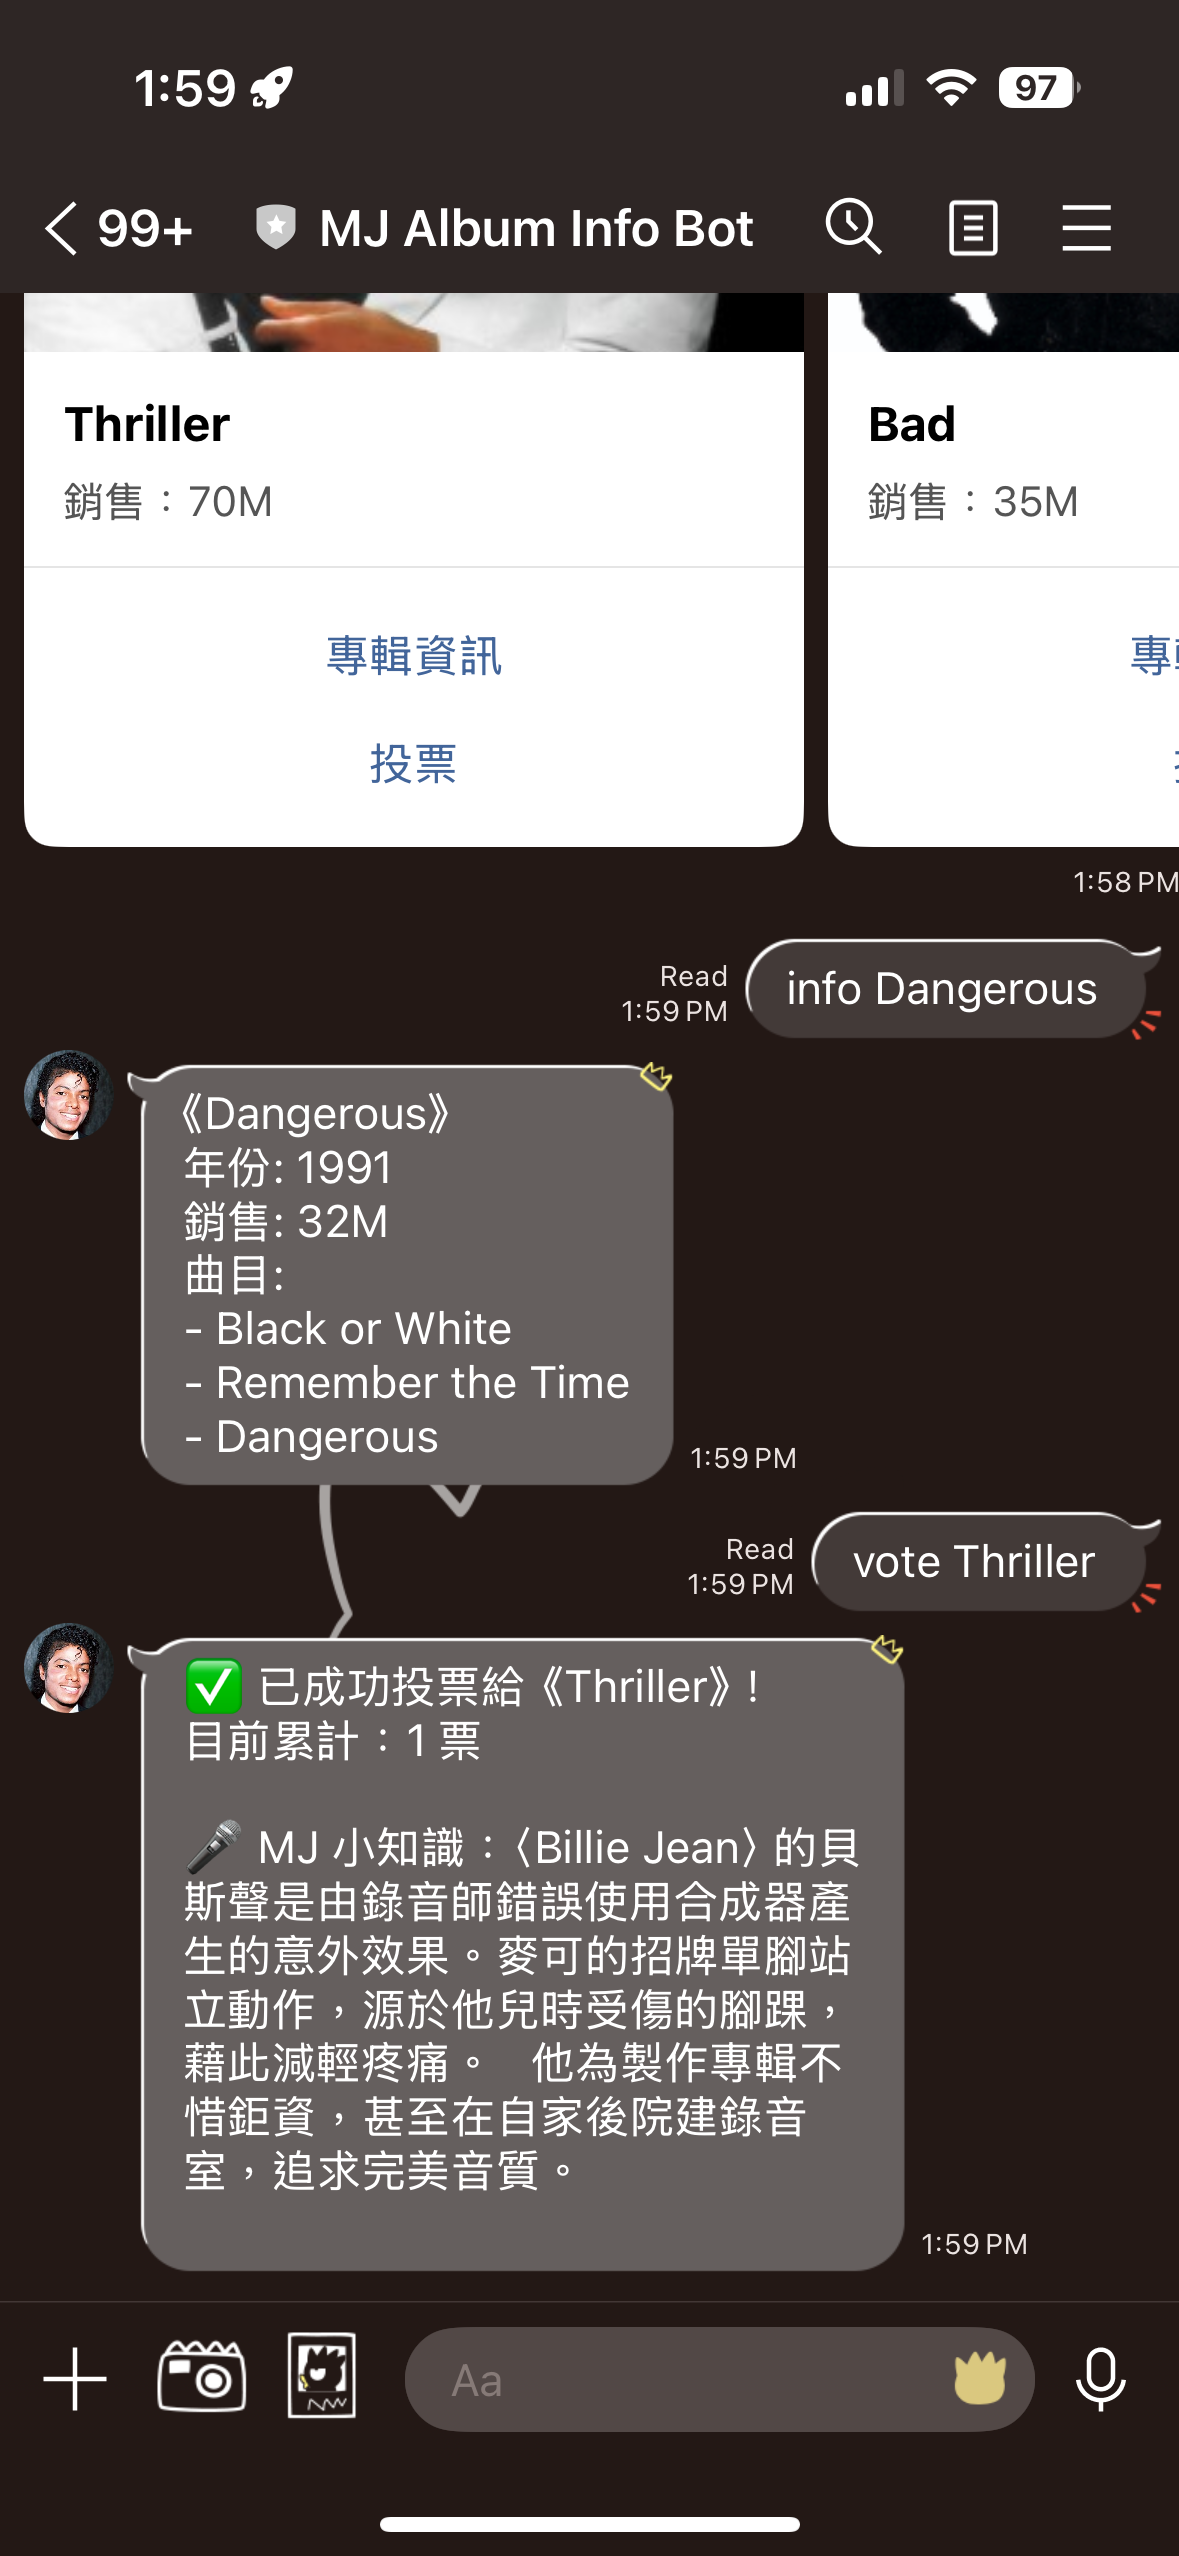 1:59
97
99+
MJ Album Info Bot
Thriller
銷售：70M
專輯資訊
投票
Bad
銷售：35M
1:58 PM
Read
1:59 PM
info Dangerous
《Dangerous》
年份: 1991
銷售: 32M
曲目:
- Black or White
- Remember the Time
- Dangerous
1:59 PM
Read
1:59 PM
vote Thriller
✅ 已成功投票給《Thriller》!
目前累計：1 票
🎤 MJ 小知識：〈Billie Jean〉的貝
斯聲是由錄音師錯誤使用合成器產
生的意外效果。麥可的招牌單腳站
立動作，源於他兒時受傷的腳踝，
藉此減輕疼痛。 他為製作專輯不
惜鉅資，甚至在自家後院建錄音
室，追求完美音質。
1:59 PM
Aa